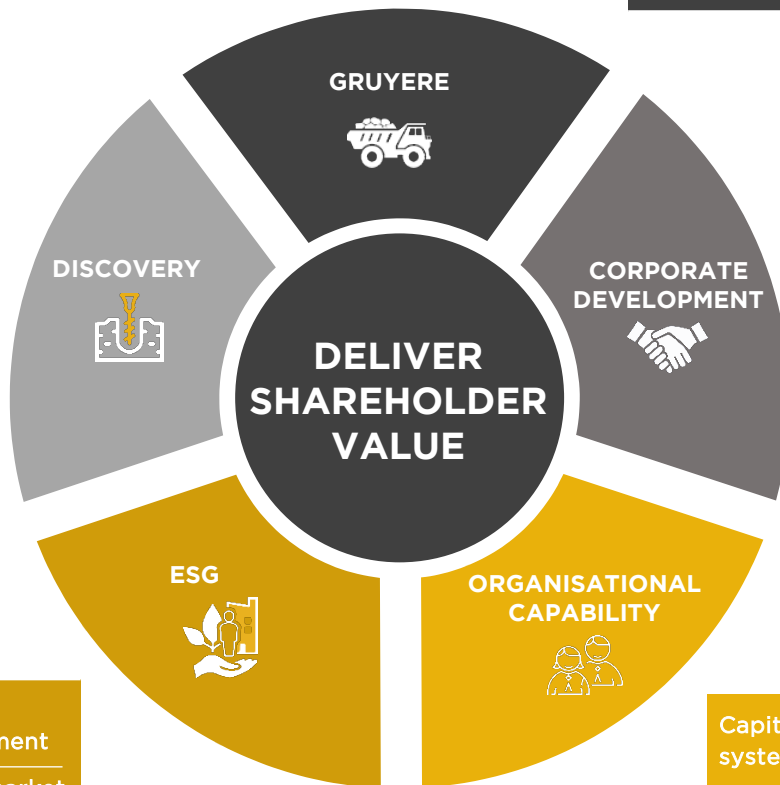 GRUYERE
DISCOVERY
CORPORATE
DEVELOPMENT
DELIVER
SHAREHOLDER
VALUE
ESG
ORGANISATIONAL
CAPABILITY